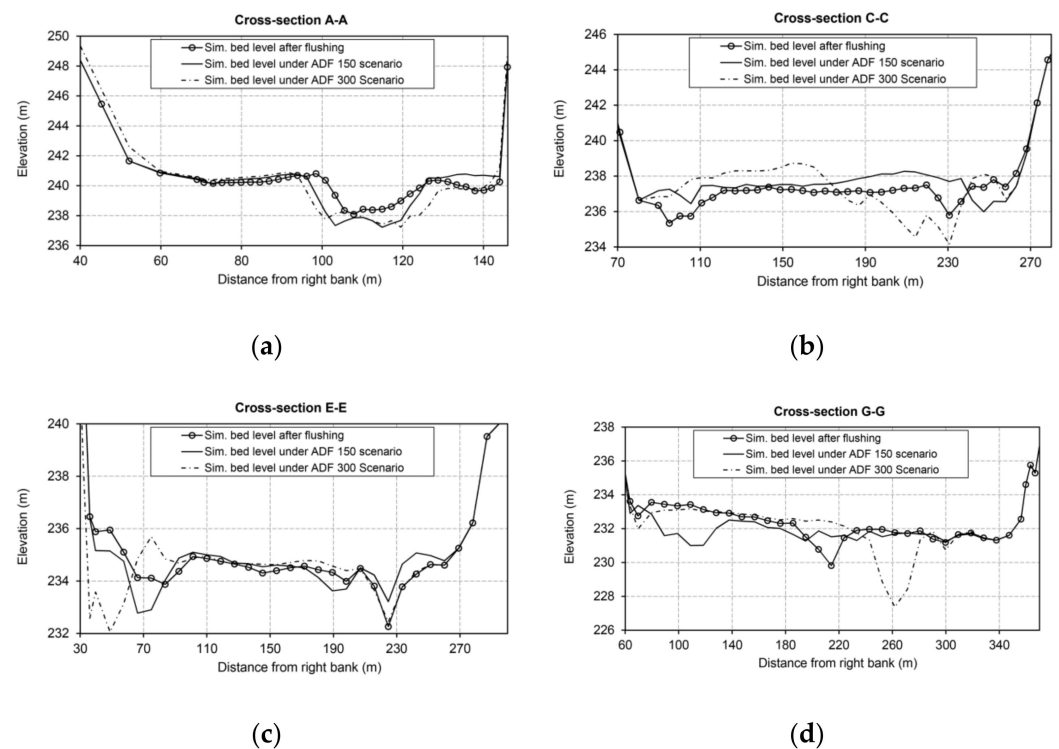 Cross-section A-A
Elevation (m)
250
248
246
244
242
240
238
236
Sim. bed level after flushing
Sim. bed level under ADF 150 scenario
Sim. bed level under ADF 300 Scenario
40 60 80 100 120 140
Distance from right bank (m)
(a)
Cross-section C-C
Elevation (m)
246
244
242
240
238
236
234
Sim. bed level after flushing
Sim. bed level under ADF 150 scenario
Sim. bed level under ADF 300 Scenario
70 110 150 190 230 270
Distance from right bank (m)
(b)
Cross-section E-E
Elevation (m)
240
238
236
234
232
Sim. bed level after flushing
Sim. bed level under ADF 150 scenario
Sim. bed level under ADF 300 Scenario
30 70 110 150 190 230 270
Distance from right bank (m)
(c)
Cross-section G-G
Elevation (m)
238
236
234
232
230
228
226
Sim. bed level after flushing
Sim. bed level under ADF 150 scenario
Sim. bed level under ADF 300 Scenario
60 100 140 180 220 260 300 340
Distance from right bank (m)
(d)